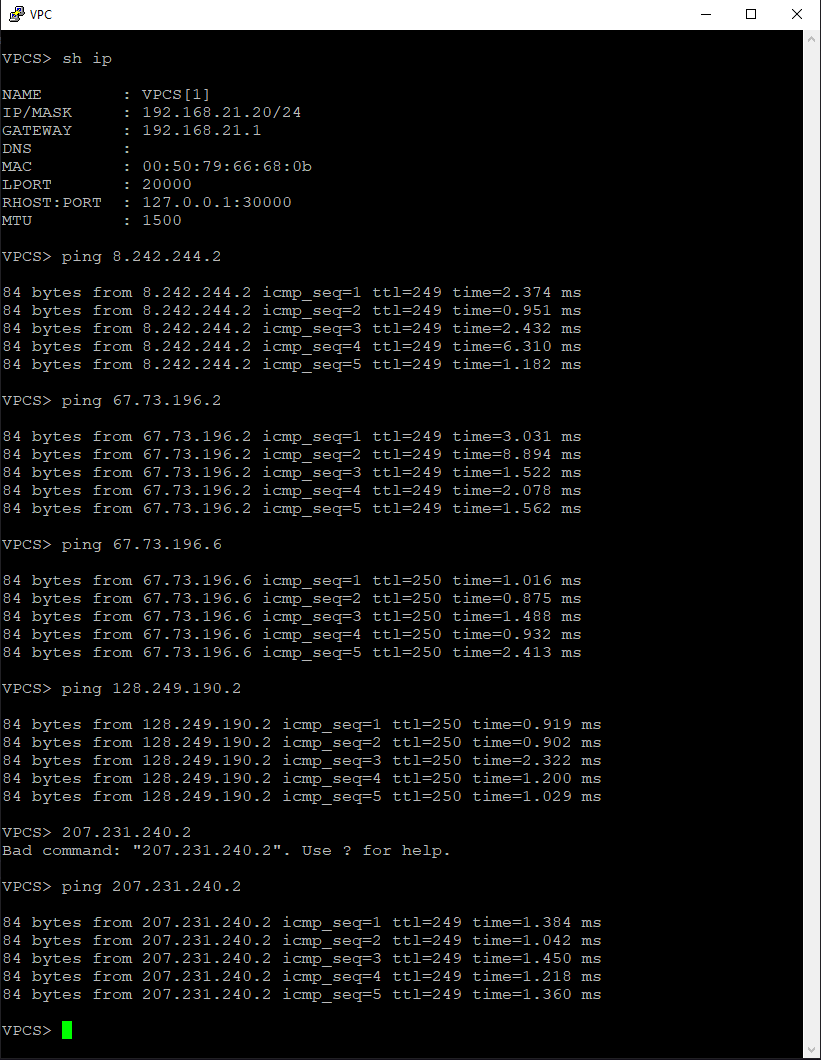 VPC
VPCS> sh ip
NAME        : VPCS[1]
IP/MASK     : 192.168.21.20/24
GATEWAY     : 192.168.21.1
DNS         :
MAC         : 00:50:79:66:68:0b
LPORT       : 20000
RHOST:PORT  : 127.0.0.1:30000
MTU         : 1500
VPCS> ping 8.242.244.2
84 bytes from 8.242.244.2 icmp_seq=1 ttl=249 time=2.374 ms
84 bytes from 8.242.244.2 icmp_seq=2 ttl=249 time=0.951 ms
84 bytes from 8.242.244.2 icmp_seq=3 ttl=249 time=2.432 ms
84 bytes from 8.242.244.2 icmp_seq=4 ttl=249 time=6.310 ms
84 bytes from 8.242.244.2 icmp_seq=5 ttl=249 time=1.182 ms
VPCS> ping 67.73.196.2
84 bytes from 67.73.196.2 icmp_seq=1 ttl=249 time=3.031 ms
84 bytes from 67.73.196.2 icmp_seq=2 ttl=249 time=8.894 ms
84 bytes from 67.73.196.2 icmp_seq=3 ttl=249 time=1.522 ms
84 bytes from 67.73.196.2 icmp_seq=4 ttl=249 time=2.078 ms
84 bytes from 67.73.196.2 icmp_seq=5 ttl=249 time=1.562 ms
VPCS> ping 67.73.196.6
84 bytes from 67.73.196.6 icmp_seq=1 ttl=250 time=1.016 ms
84 bytes from 67.73.196.6 icmp_seq=2 ttl=250 time=0.875 ms
84 bytes from 67.73.196.6 icmp_seq=3 ttl=250 time=1.488 ms
84 bytes from 67.73.196.6 icmp_seq=4 ttl=250 time=0.932 ms
84 bytes from 67.73.196.6 icmp_seq=5 ttl=250 time=2.413 ms
VPCS> ping 128.249.190.2
84 bytes from 128.249.190.2 icmp_seq=1 ttl=250 time=0.919 ms
84 bytes from 128.249.190.2 icmp_seq=2 ttl=250 time=0.902 ms
84 bytes from 128.249.190.2 icmp_seq=3 ttl=250 time=2.322 ms
84 bytes from 128.249.190.2 icmp_seq=4 ttl=250 time=1.200 ms
84 bytes from 128.249.190.2 icmp_seq=5 ttl=250 time=1.029 ms
VPCS> 207.231.240.2
Bad command: "207.231.240.2". Use ? for help.
VPCS> ping 207.231.240.2
84 bytes from 207.231.240.2 icmp_seq=1 ttl=249 time=1.384 ms
84 bytes from 207.231.240.2 icmp_seq=2 ttl=249 time=1.042 ms
84 bytes from 207.231.240.2 icmp_seq=3 ttl=249 time=1.450 ms
84 bytes from 207.231.240.2 icmp_seq=4 ttl=249 time=1.218 ms
84 bytes from 207.231.240.2 icmp_seq=5 ttl=249 time=1.360 ms
VPCS>